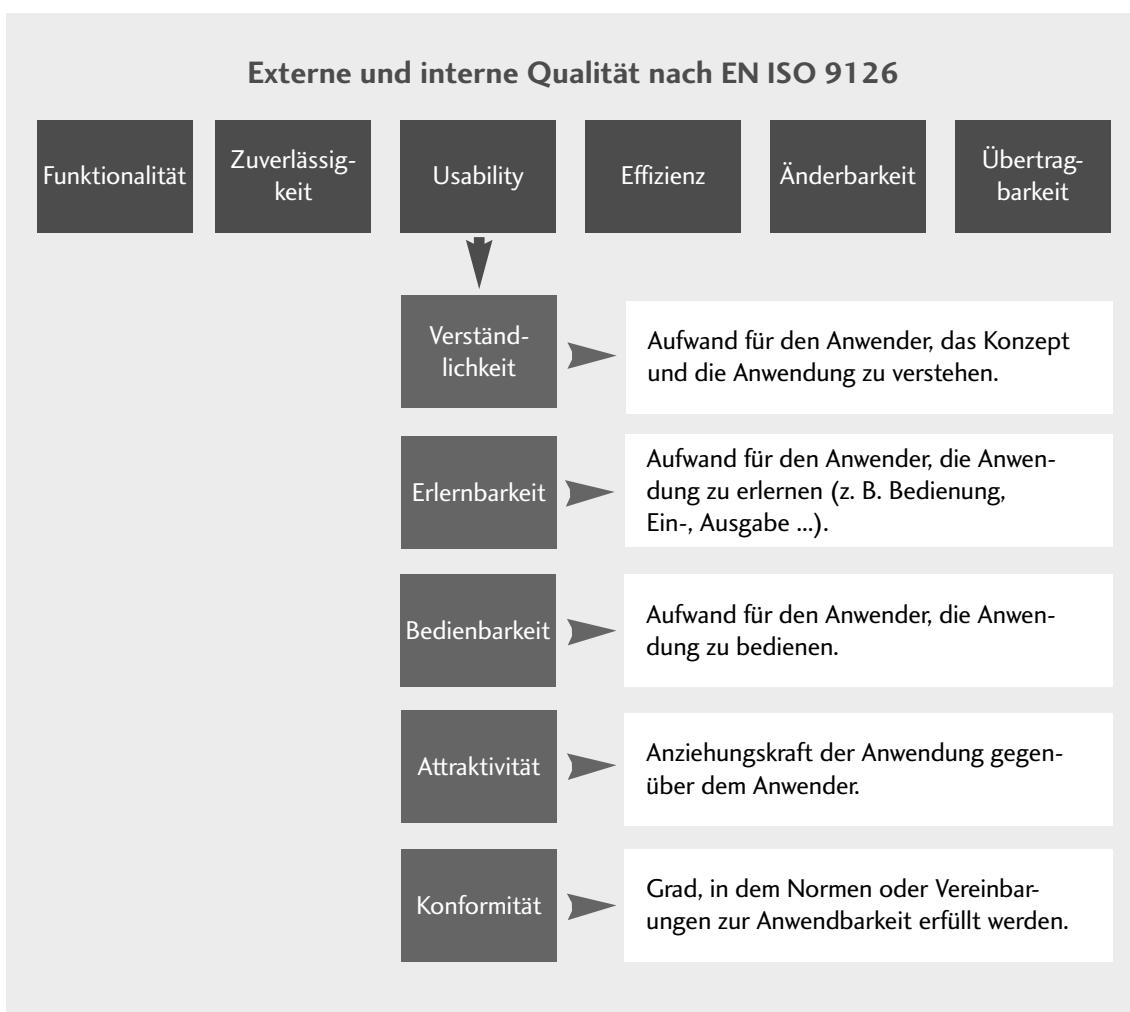 Externe und interne Qualität nach EN ISO 9126
Funktionalität
Zuverlässig-
keit
Usability
Effizienz
Änderbarkeit
Übertrag-
barkeit
Verständ-
lichkeit
Aufwand für den Anwender, das Konzept
und die Anwendung zu verstehen.
Erlernbarkeit
Aufwand für den Anwender, die Anwen-
dung zu erlernen (z. B. Bedienung,
Ein-, Ausgabe ...).
Bedienbarkeit
Aufwand für den Anwender, die Anwen-
dung zu bedienen.
Attraktivität
Anziehungskraft der Anwendung gegen-
über dem Anwender.
Konformität
Grad, in dem Normen oder Vereinbar-
ungen zur Anwendbarkeit erfüllt werden.